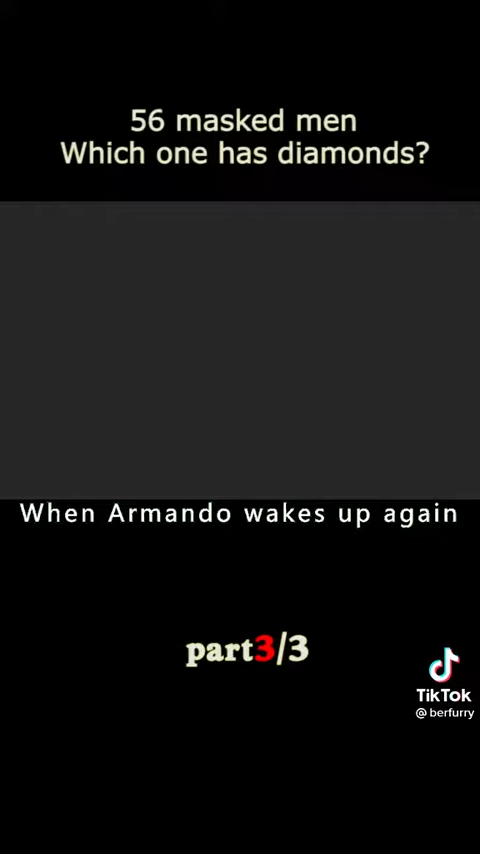 56 masked men
Which one has diamonds?
When Armando wakes up again
part3/3
TikTok
@ berfurry